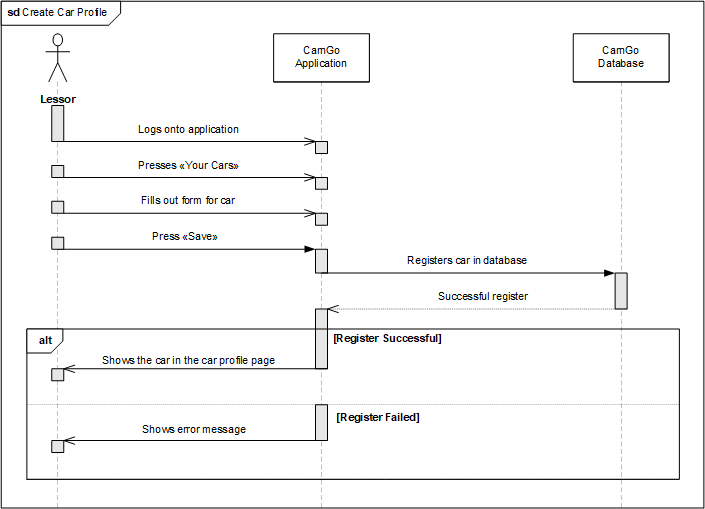 sd Create Car Profile
CamGo
Application
CamGo
Database
Lessor
Logs onto application
Presses «Your Cars»
Fills out form for car
Press «Save»
Registers car in database
Successful register
alt
[Register Successful]
Shows the car in the car profile page
[Register Failed]
Shows error message